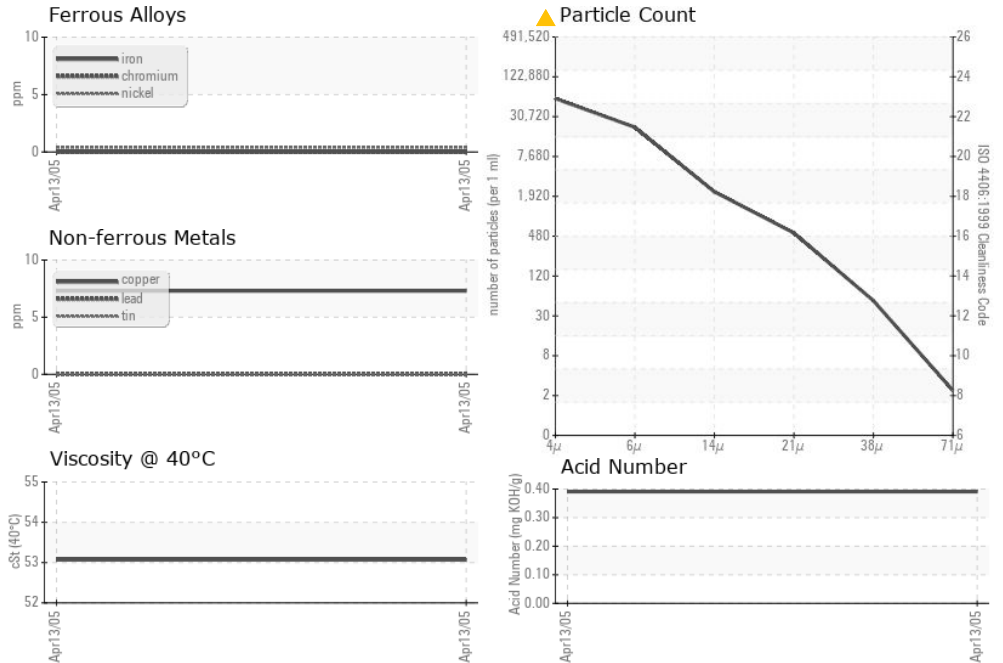 Ferrous Alloys
ppm
10
5
0
iron
chromium
nickel
Apr13/05
Apr13/05
Non-ferrous Metals
ppm
10
5
0
copper
lead
tin
Apr13/05
Apr13/05
Viscosity @ 40°C
cSt (40°C)
55
54
53
52
Apr13/05
Apr13/05
Particle Count
number of particles (per 1 ml)
491,520
122,880
30,720
7,680
1,920
480
120
30
8
2
0
4µ
6µ
14µ
21µ
38µ
71µ
26
24
22
20
18
16
14
12
10
8
6
ISO 4406:1999 Cleanliness Code
Acid Number
Acid Number (mg KOH/g)
0.40
0.30
0.20
0.10
0.00
Apr13/05
Apr13/05